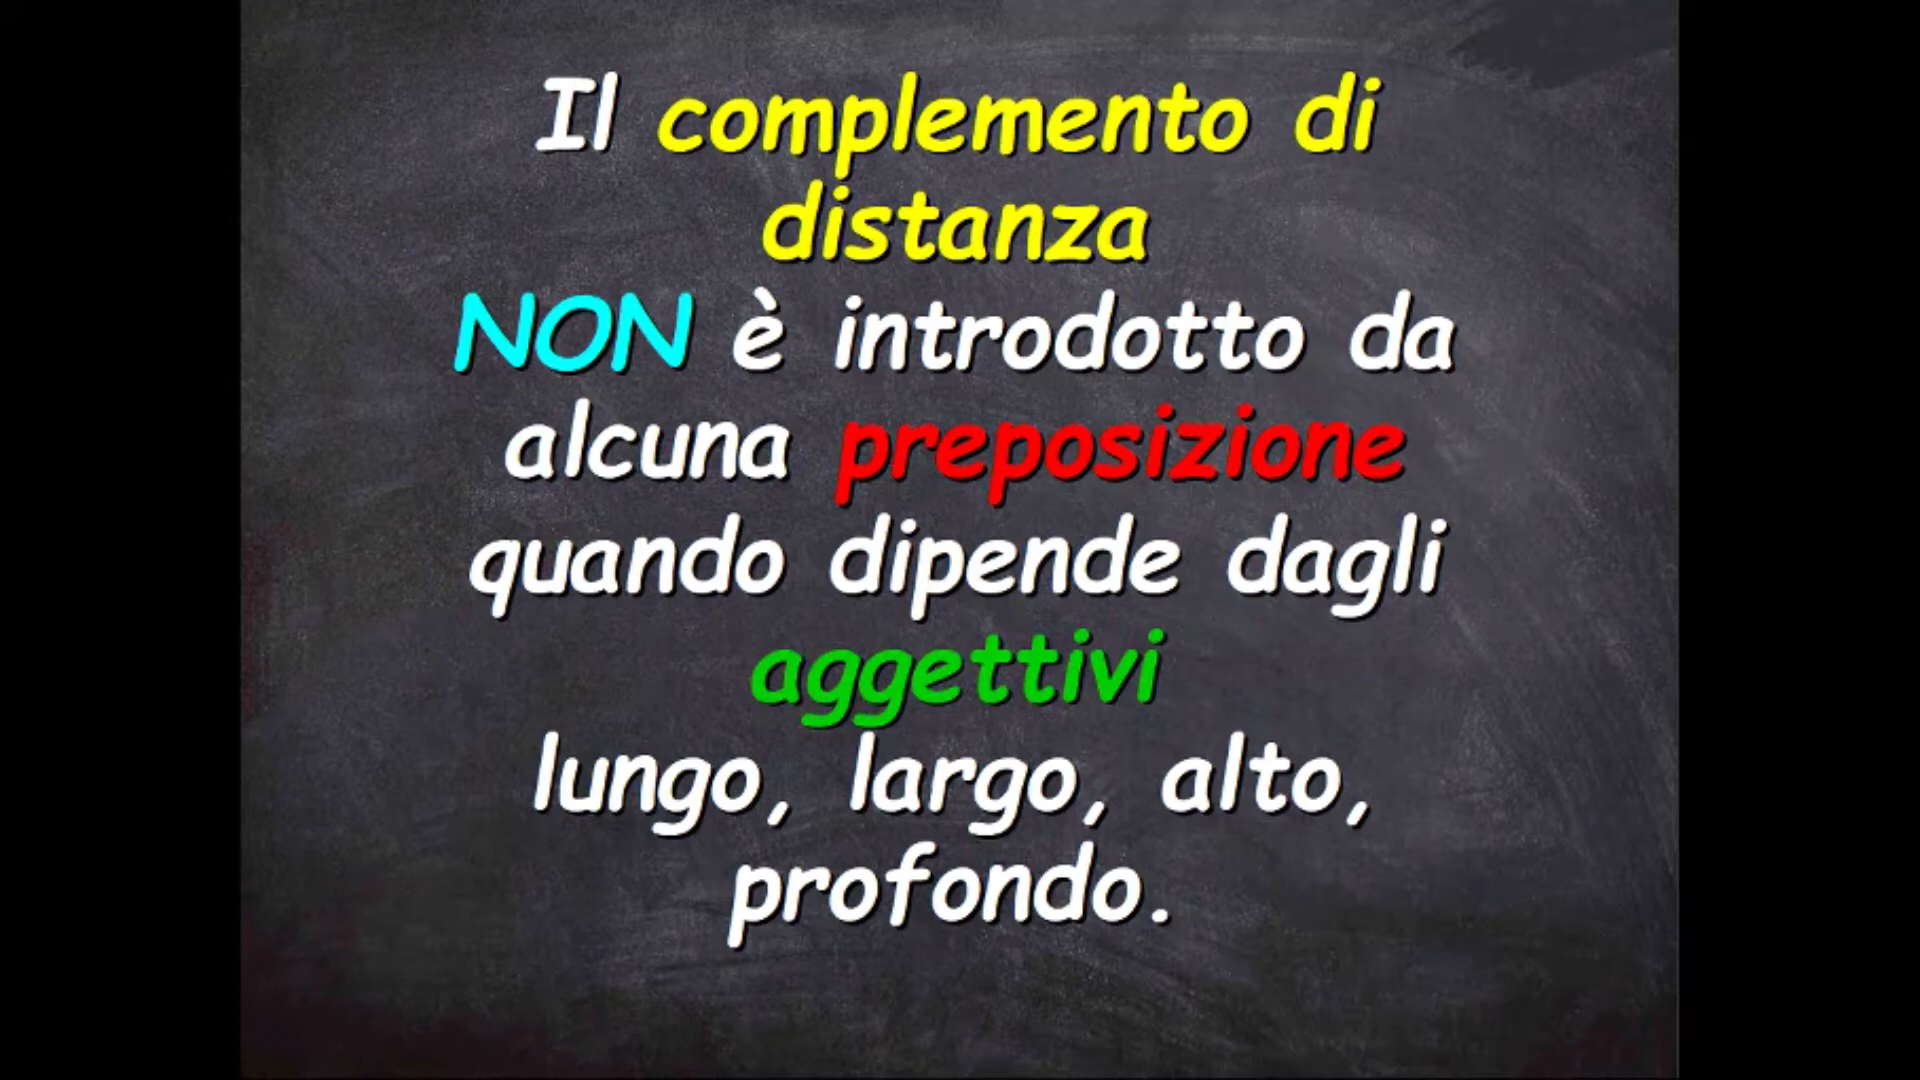 Il complemento di
distanza
NON è introdotto da
alcuna preposizione
quando dipende dagli
aggettivi
lungo, largo, alto,
profondo.